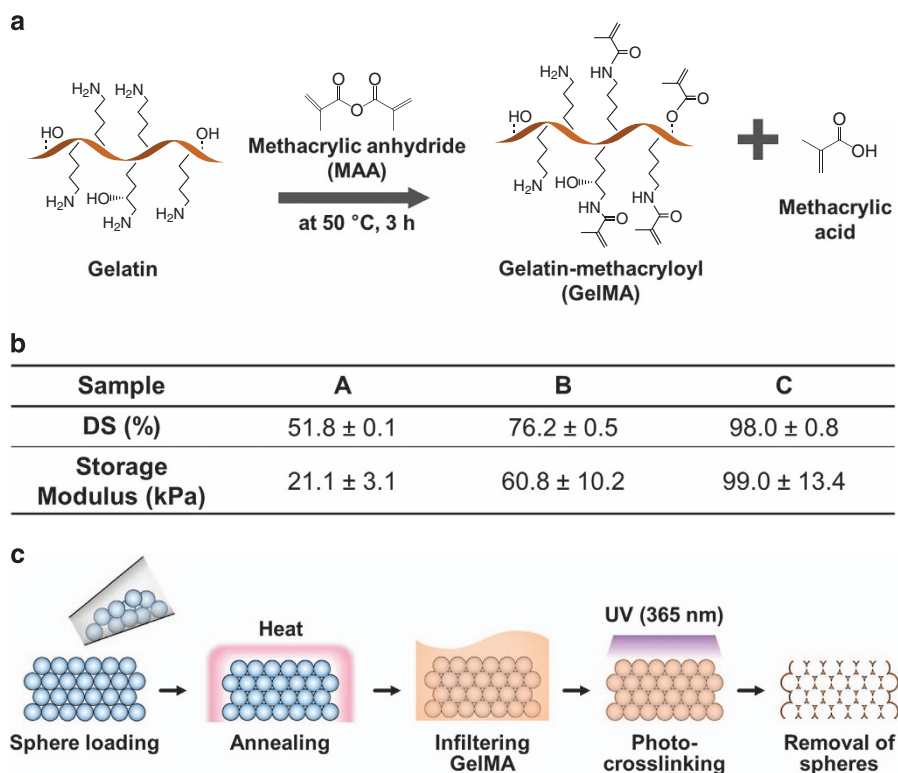 a
H2N
H2N
H2N
HO
OH
H2N
HO
H2N
H2N
O
O
O
Methacrylic anhydride
(MAA)
at 50 °C, 3 h
Gelatin
O
HN
H2N
O
O
HO
H2N
HO
HN
O
HN
O
Gelatin-methacryloyl
(GelMA)
O
OH
Methacrylic
acid
b
Sample A B C
DS (%) 51.8 ± 0.1 76.2 ± 0.5 98.0 ± 0.8
Storage
Modulus (kPa) 21.1 ± 3.1 60.8 ± 10.2 99.0 ± 13.4
c
Heat
UV (365 nm)
Sphere loading
Annealing
Infiltering
GelMA
Photo-
crosslinking
Removal of
spheres